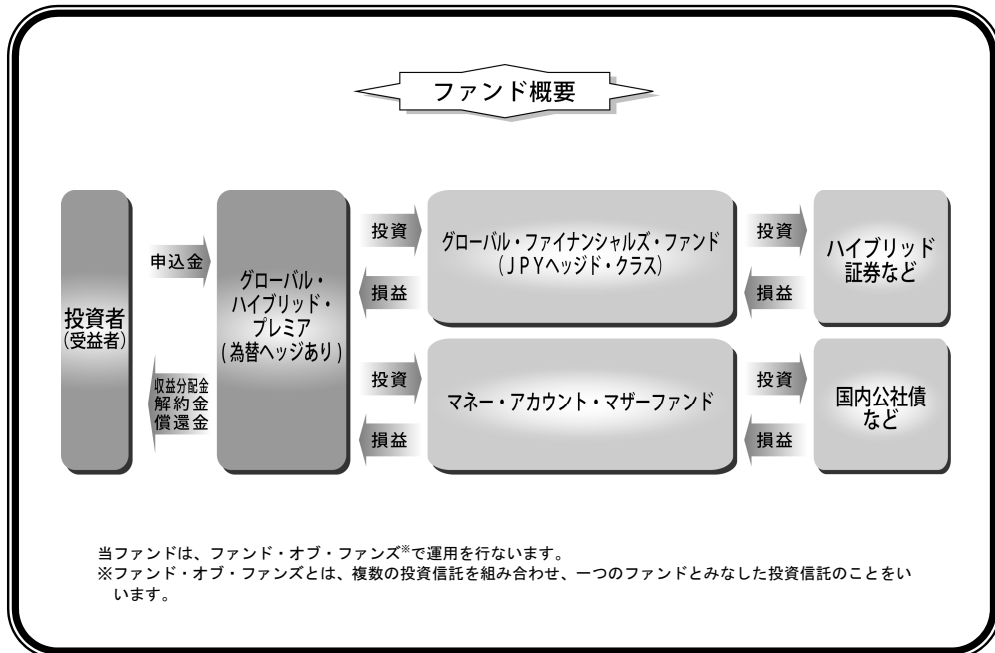 ファンド概要
投資者
(受益者)
申込金
収益分配金
解約金
償還金
グローバル・
ハイブリッド・
プレミア
(為替ヘッジあり)
投資
損益
グローバル・ファイナンシャルズ・ファンド
(JPYヘッジド・クラス)
投資
損益
ハイブリッド
証券など
投資
損益
マネー・アカウント・マザーファンド
投資
損益
国内公社債
など
当ファンドは、ファンド・オブ・ファンズ※で運用を行ないます。
※ファンド・オブ・ファンズとは、複数の投資信託を組み合わせ、一つのファンドとみなした投資信託のことをい
います。